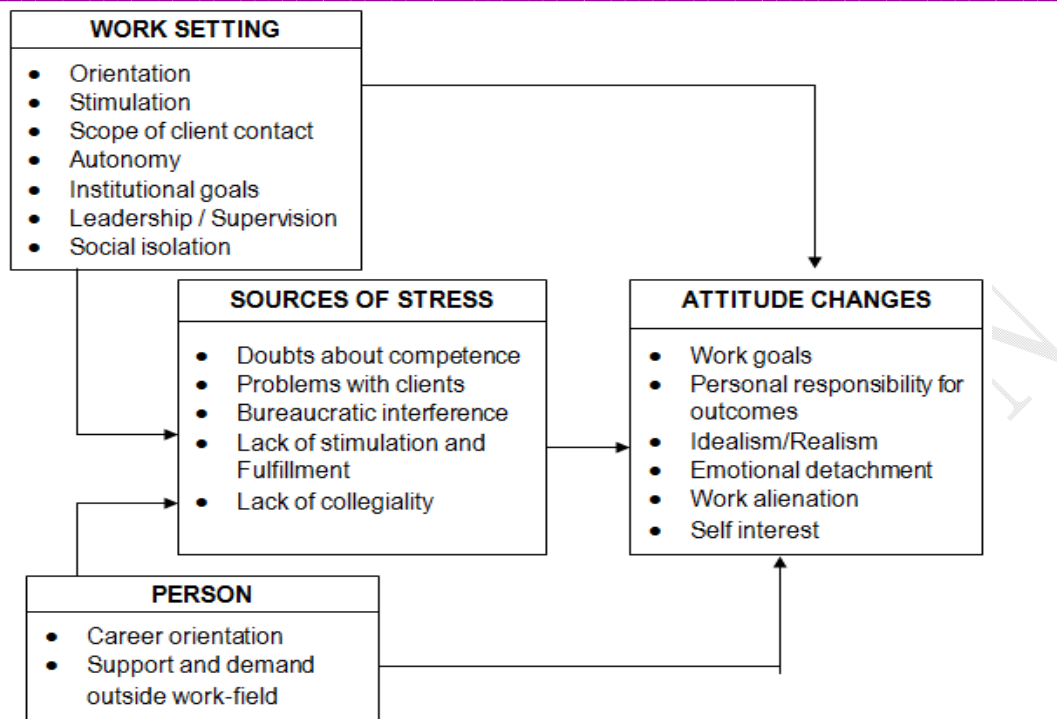 WORK SETTING
● Orientation
● Stimulation
● Scope of client contact
● Autonomy
● Institutional goals
● Leadership / Supervision
● Social isolation
SOURCES OF STRESS
● Doubts about competence
● Problems with clients
● Bureaucratic interference
● Lack of stimulation and
Fulfillment
● Lack of collegiality
ATTITUDE CHANGES
● Work goals
● Personal responsibility for
outcomes
● Idealism/Realism
● Emotional detachment
● Work alienation
● Self interest
PERSON
● Career orientation
● Support and demand
outside work-field